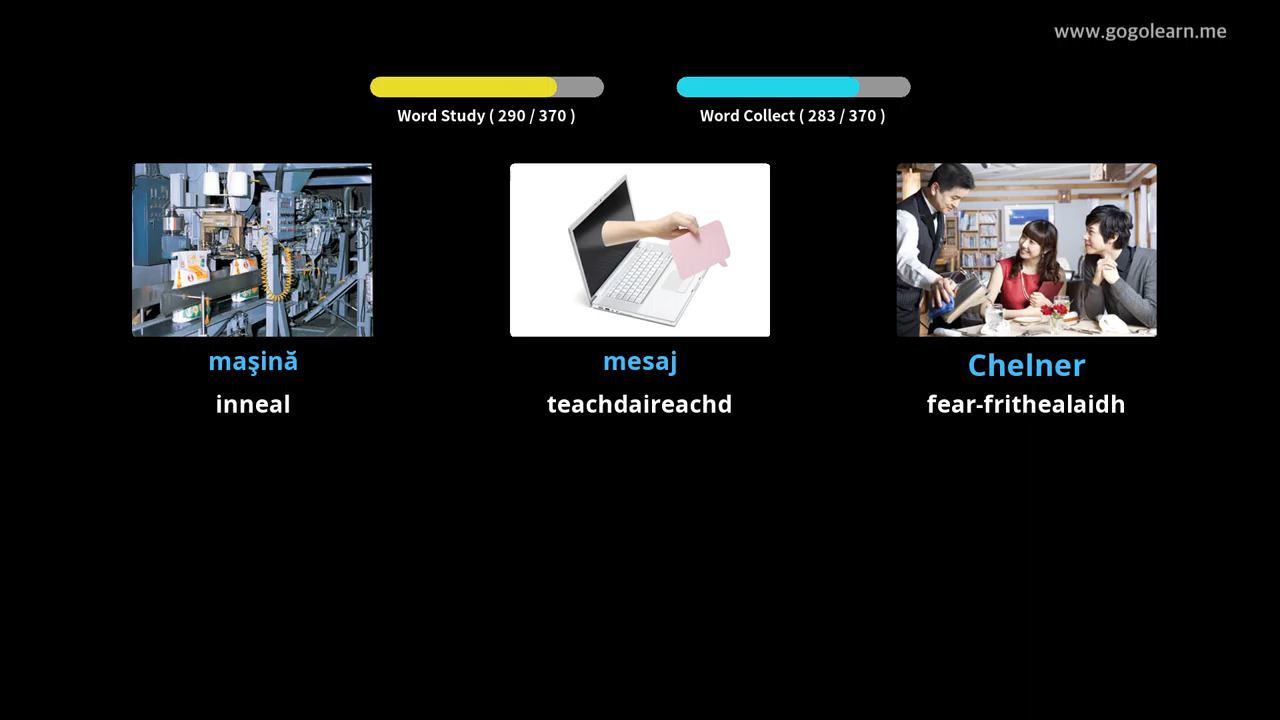 www.gogolearn.me
Word Study ( 290 / 370 )
Word Collect ( 283 / 370 )
maşină
mesaj
Chelner
inneal
teachdaireachd
fear-frithealaidh